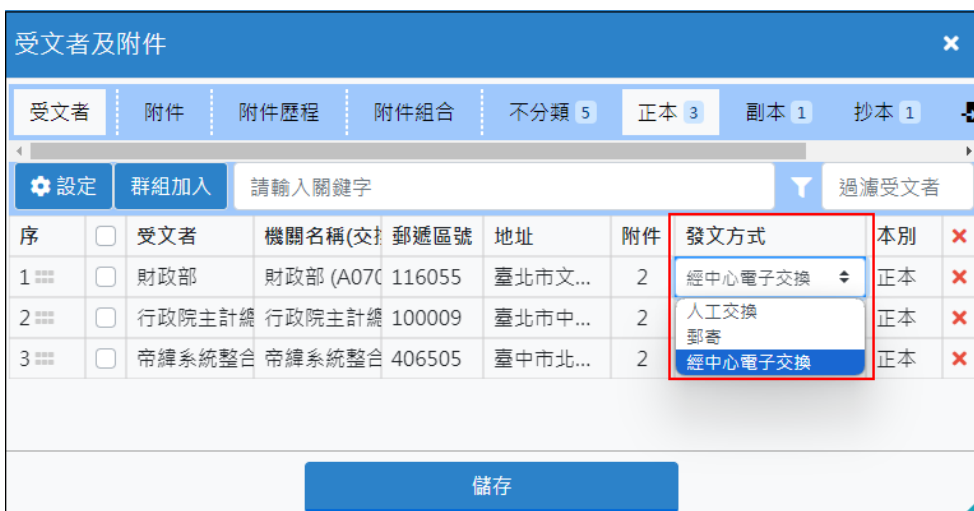 受文者及附件
受文者 附件 附件歷程 附件組合 不分類 5 正本 3 副本 1 抄本 1
設定 群組加入 請輸入關鍵字 過濾受文者
序 受文者 機關名稱(交 郵遞區號 地址 附件 發文方式 本別
1 財政部 財政部 (A070 116055 臺北市文... 2 經中心電子交換 正本
2 行政院主計總 行政院主計總 100009 臺北市中... 2 人工交換 正本
郵寄
3 帝緯系統整合 帝緯系統整合 406505 臺中市北... 2 經中心電子交換 正本
儲存